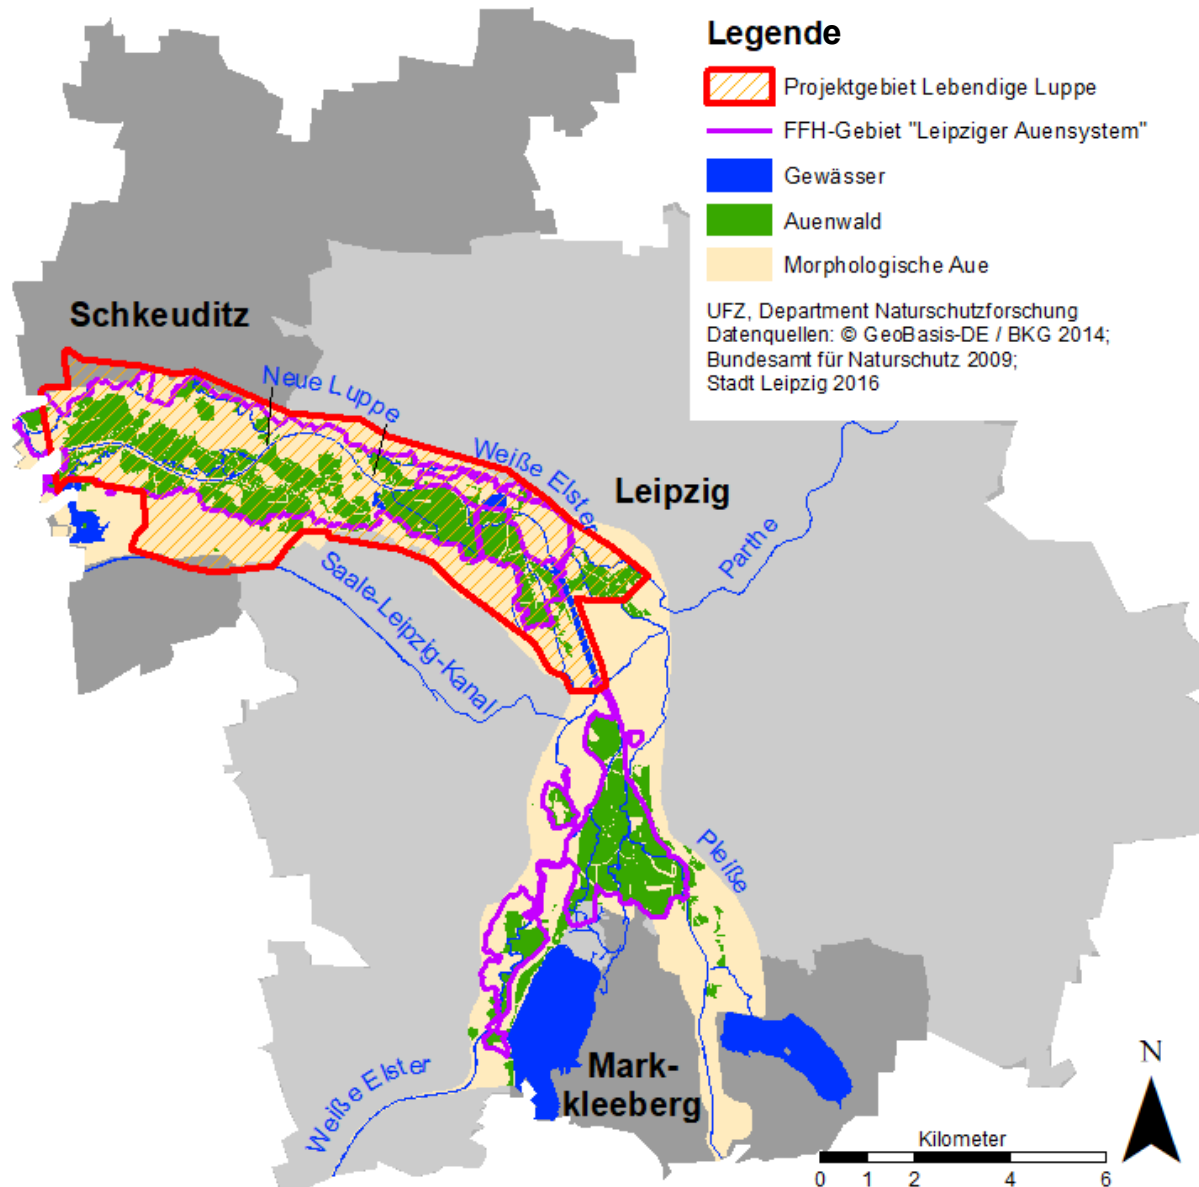 Legende
Projektgebiet Lebendige Luppe
FFH-Gebiet "Leipziger Auensystem"
Gewässer
Auenwald
Morphologische Aue
UFZ, Department Naturschutzforschung
Datenquellen: © GeoBasis-DE / BKG 2014;
Bundesamt für Naturschutz 2009;
Stadt Leipzig 2016
Schkeuditz
Neue Luppe
Weiße Elster
Leipzig
Parthe
Saale-Leipzig-Kanal
Pleiße
Weiße Elster
Mark-
kleeberg
N
Kilometer
0 1 2 4 6